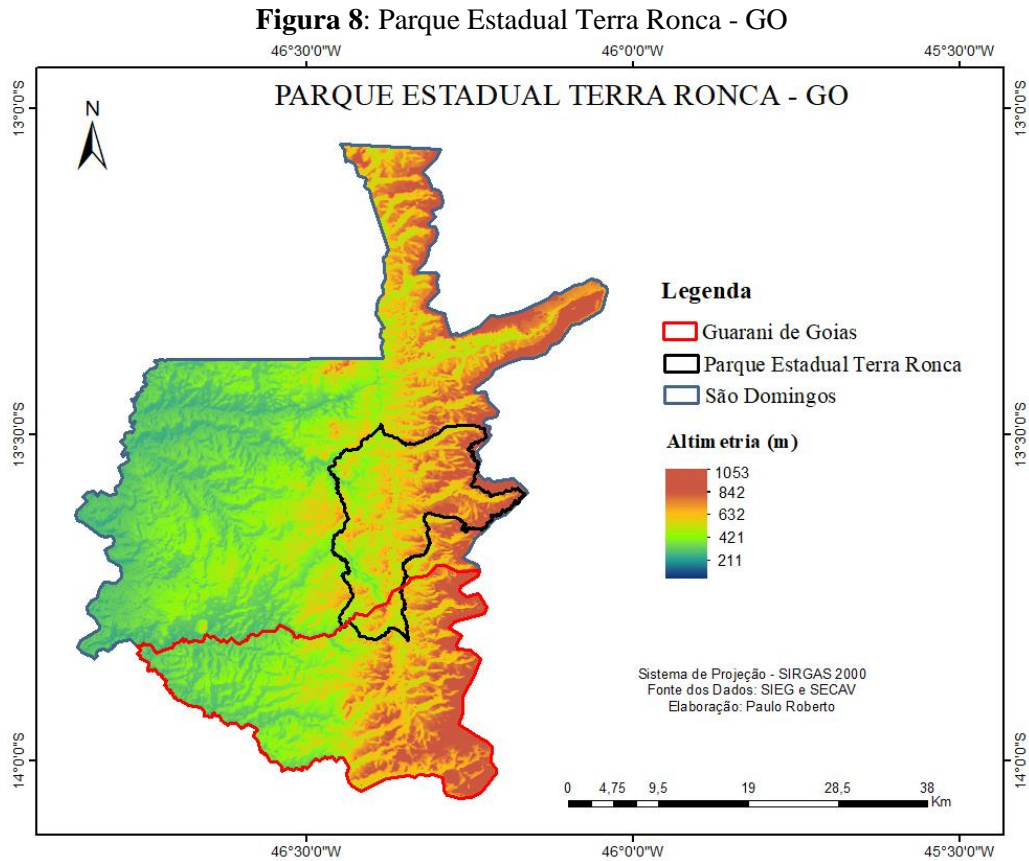 Figura 8: Parque Estadual Terra Ronca - GO
46°30'0"W 46°0'0"W 45°30'0"W
PARQUE ESTADUAL TERRA RONCA - GO
N
13°0'0"S 13°0'0"S
Legenda
Guarani de Goias
Parque Estadual Terra Ronca
São Domingos
13°30'0"S 13°30'0"S
Altimetria (m)
1053
842
632
421
211
Sistema de Projeção - SIRGAS 2000
Fonte dos Dados: SIEG e SECAV
Elaboração: Paulo Roberto
14°0'0"S 14°0'0"S
0 4,75 9,5 19 28,5 38
Km
46°30'0"W 46°0'0"W 45°30'0"W